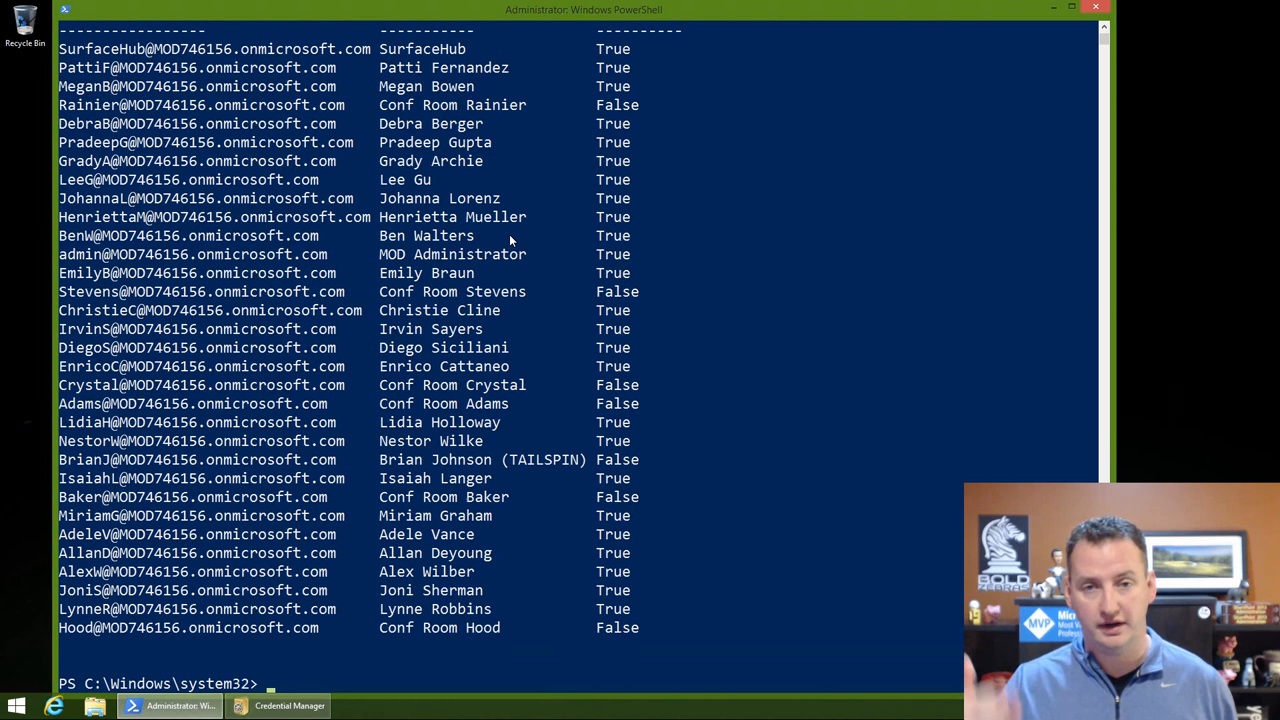 Administrator: Windows PowerShell
Recycle Bin
----------------- ----------- ----------
SurfaceHub@MOD746156.onmicrosoft.com SurfaceHub True
PattiF@MOD746156.onmicrosoft.com Patti Fernandez True
MeganB@MOD746156.onmicrosoft.com Megan Bowen True
Rainier@MOD746156.onmicrosoft.com Conf Room Rainier False
DebraB@MOD746156.onmicrosoft.com Debra Berger True
PradeepG@MOD746156.onmicrosoft.com Pradeep Gupta True
GradyA@MOD746156.onmicrosoft.com Grady Archie True
LeeG@MOD746156.onmicrosoft.com Lee Gu True
JohannaL@MOD746156.onmicrosoft.com Johanna Lorenz True
HenriettaM@MOD746156.onmicrosoft.com Henrietta Mueller True
BenW@MOD746156.onmicrosoft.com Ben Walters True
admin@MOD746156.onmicrosoft.com MOD Administrator True
EmilyB@MOD746156.onmicrosoft.com Emily Braun True
Stevens@MOD746156.onmicrosoft.com Conf Room Stevens False
ChristieC@MOD746156.onmicrosoft.com Christie Cline True
IrvinS@MOD746156.onmicrosoft.com Irvin Sayers True
DiegoS@MOD746156.onmicrosoft.com Diego Siciliani True
EnricoC@MOD746156.onmicrosoft.com Enrico Cattaneo True
Crystal@MOD746156.onmicrosoft.com Conf Room Crystal False
Adams@MOD746156.onmicrosoft.com Conf Room Adams False
LidiaH@MOD746156.onmicrosoft.com Lidia Holloway True
NestorW@MOD746156.onmicrosoft.com Nestor Wilke True
BrianJ@MOD746156.onmicrosoft.com Brian Johnson (TAILSPIN) False
IsaiahL@MOD746156.onmicrosoft.com Isaiah Langer True
Baker@MOD746156.onmicrosoft.com Conf Room Baker False
MiriamG@MOD746156.onmicrosoft.com Miriam Graham True
AdeleV@MOD746156.onmicrosoft.com Adele Vance True
AllanD@MOD746156.onmicrosoft.com Allan Deyoung True
AlexW@MOD746156.onmicrosoft.com Alex Wilber True
JoniS@MOD746156.onmicrosoft.com Joni Sherman True
LynneR@MOD746156.onmicrosoft.com Lynne Robbins True
Hood@MOD746156.onmicrosoft.com Conf Room Hood False
PS C:\Windows\system32>
Administrator: Wi...
Credential Manager
BOLD
ZEBRAS
MVP
Micr
Most V
Profess